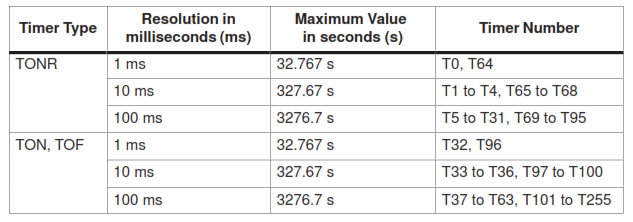 Timer Type | Resolution in milliseconds (ms) | Maximum Value in seconds (s) | Timer Number
TONR | 1 ms | 32.767 s | T0, T64
10 ms | 327.67 s | T1 to T4, T65 to T68
100 ms | 3276.7 s | T5 to T31, T69 to T95
TON, TOF | 1 ms | 32.767 s | T32, T96
10 ms | 327.67 s | T33 to T36, T97 to T100
100 ms | 3276.7 s | T37 to T63, T101 to T255